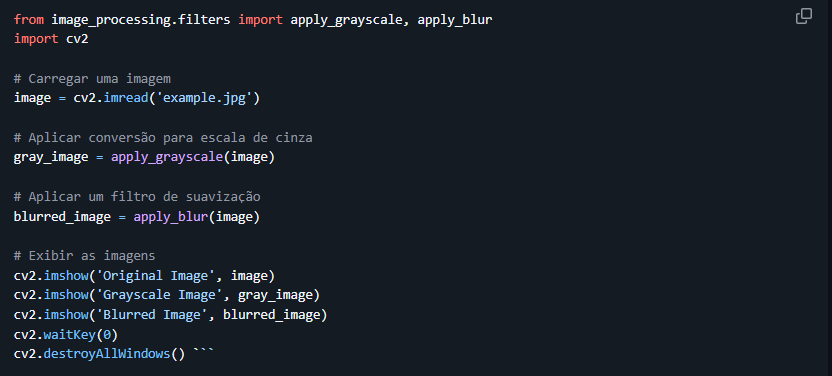 from image_processing.filters import apply_grayscale, apply_blur
import cv2
# Carregar uma imagem
image = cv2.imread('example.jpg')
# Aplicar conversão para escala de cinza
gray_image = apply_grayscale(image)
# Aplicar um filtro de suavização
blurred_image = apply_blur(image)
# Exibir as imagens
cv2.imshow('Original Image', image)
cv2.imshow('Grayscale Image', gray_image)
cv2.imshow('Blurred Image', blurred_image)
cv2.waitKey(0)
cv2.destroyAllWindows() ```